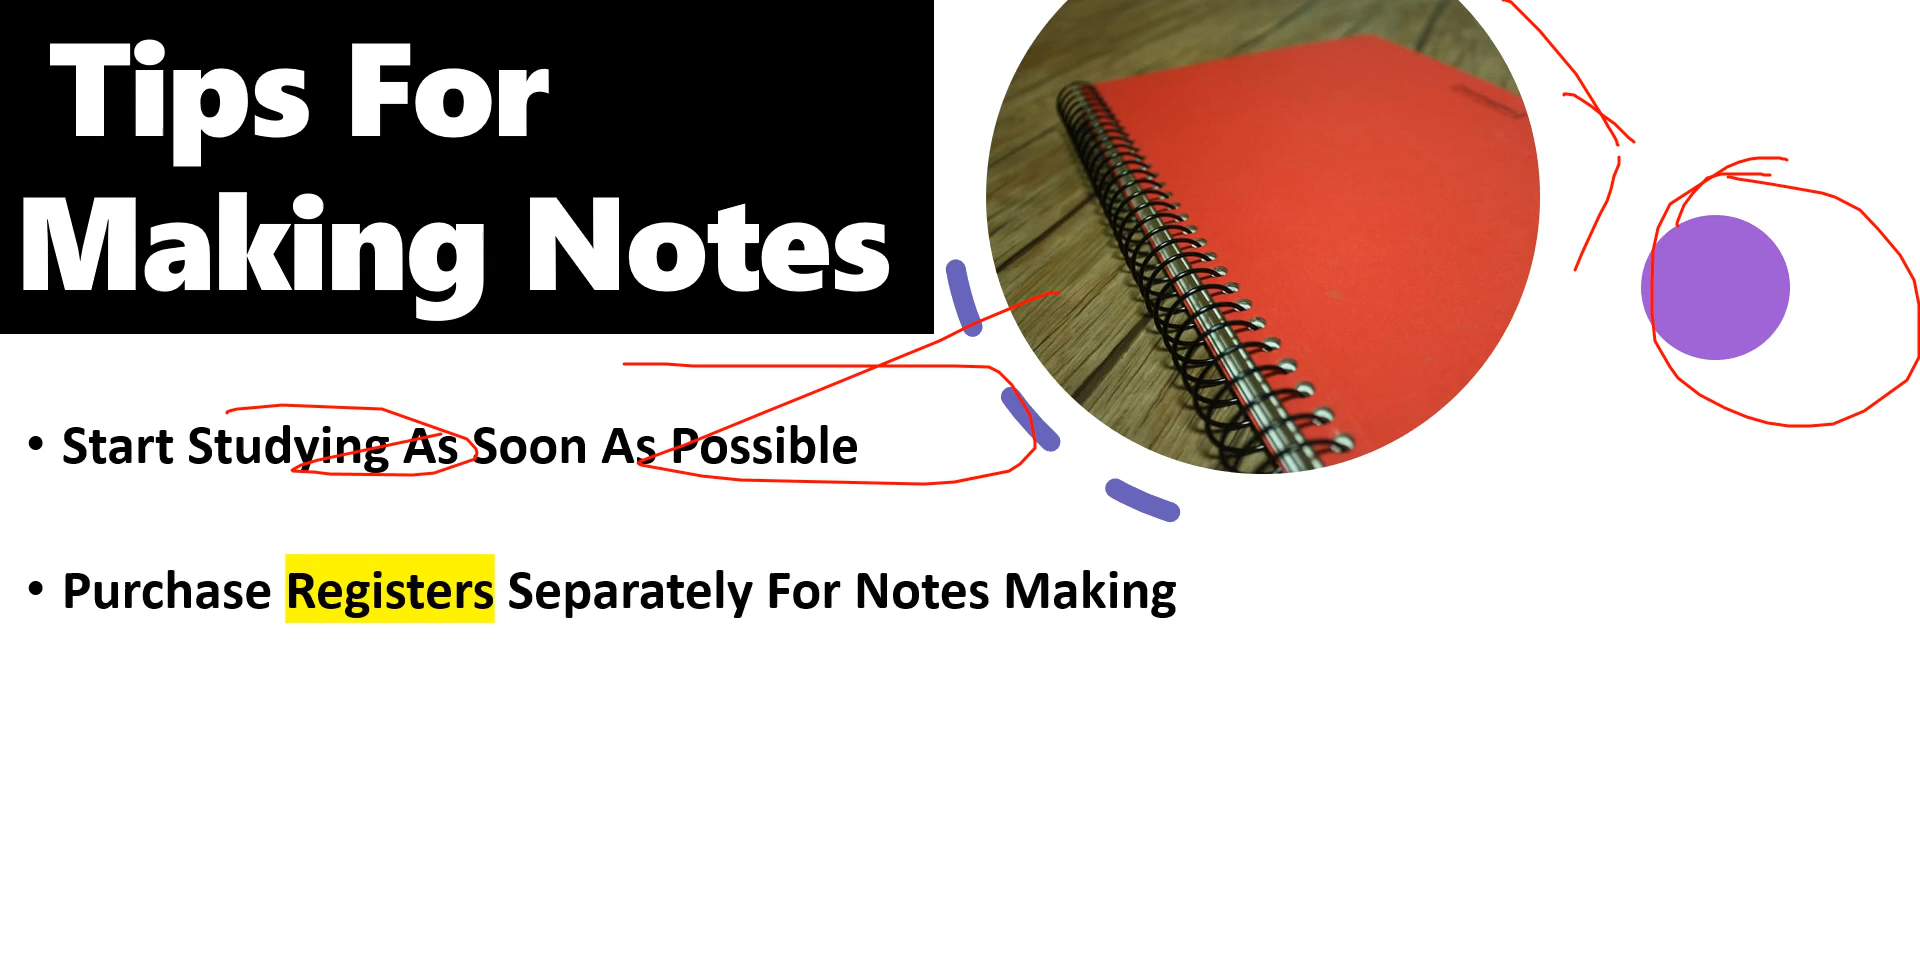 Tips For
Making Notes
• Start Studying As Soon As Possible
• Purchase Registers Separately For Notes Making